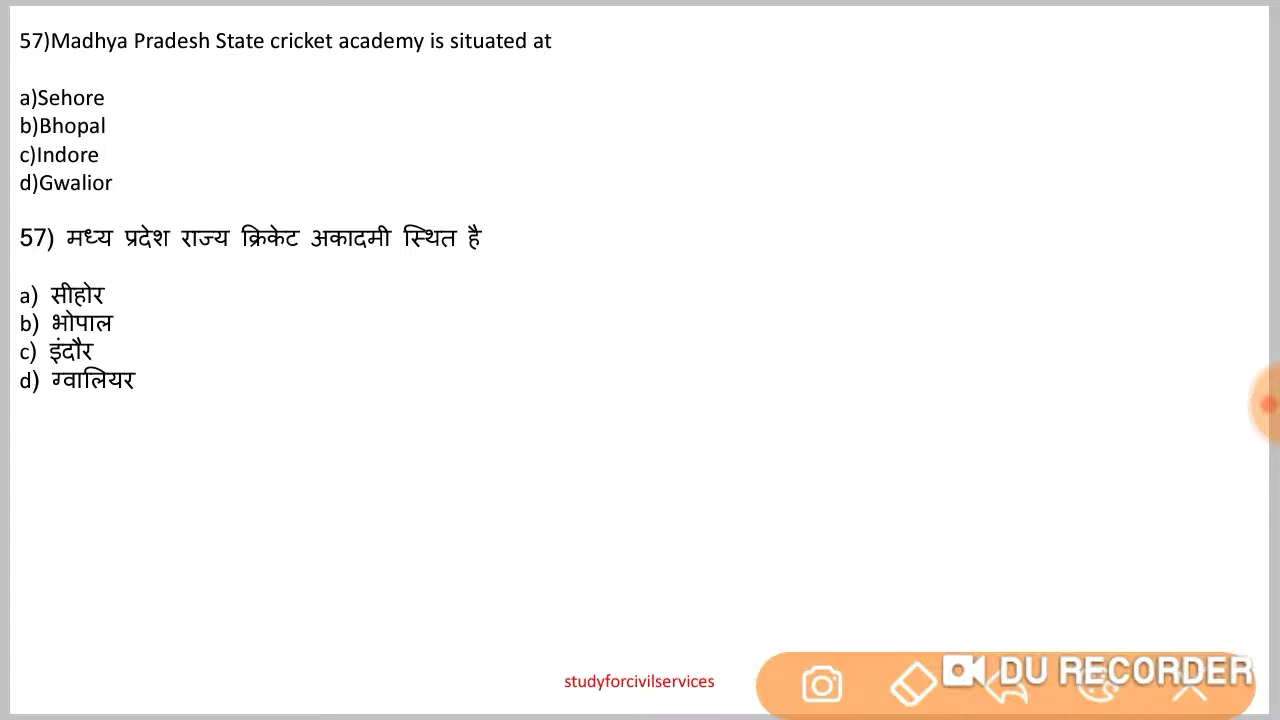 57)Madhya Pradesh State cricket academy is situated at
a)Sehore
b)Bhopal
c)Indore
d)Gwalior
57) मध्य प्रदेश राज्य क्रिकेट अकादमी स्थित है
a) सीहोर
b) भोपाल
c) इंदौर
d) ग्वालियर
studyforcivilservices
DU RECORDER